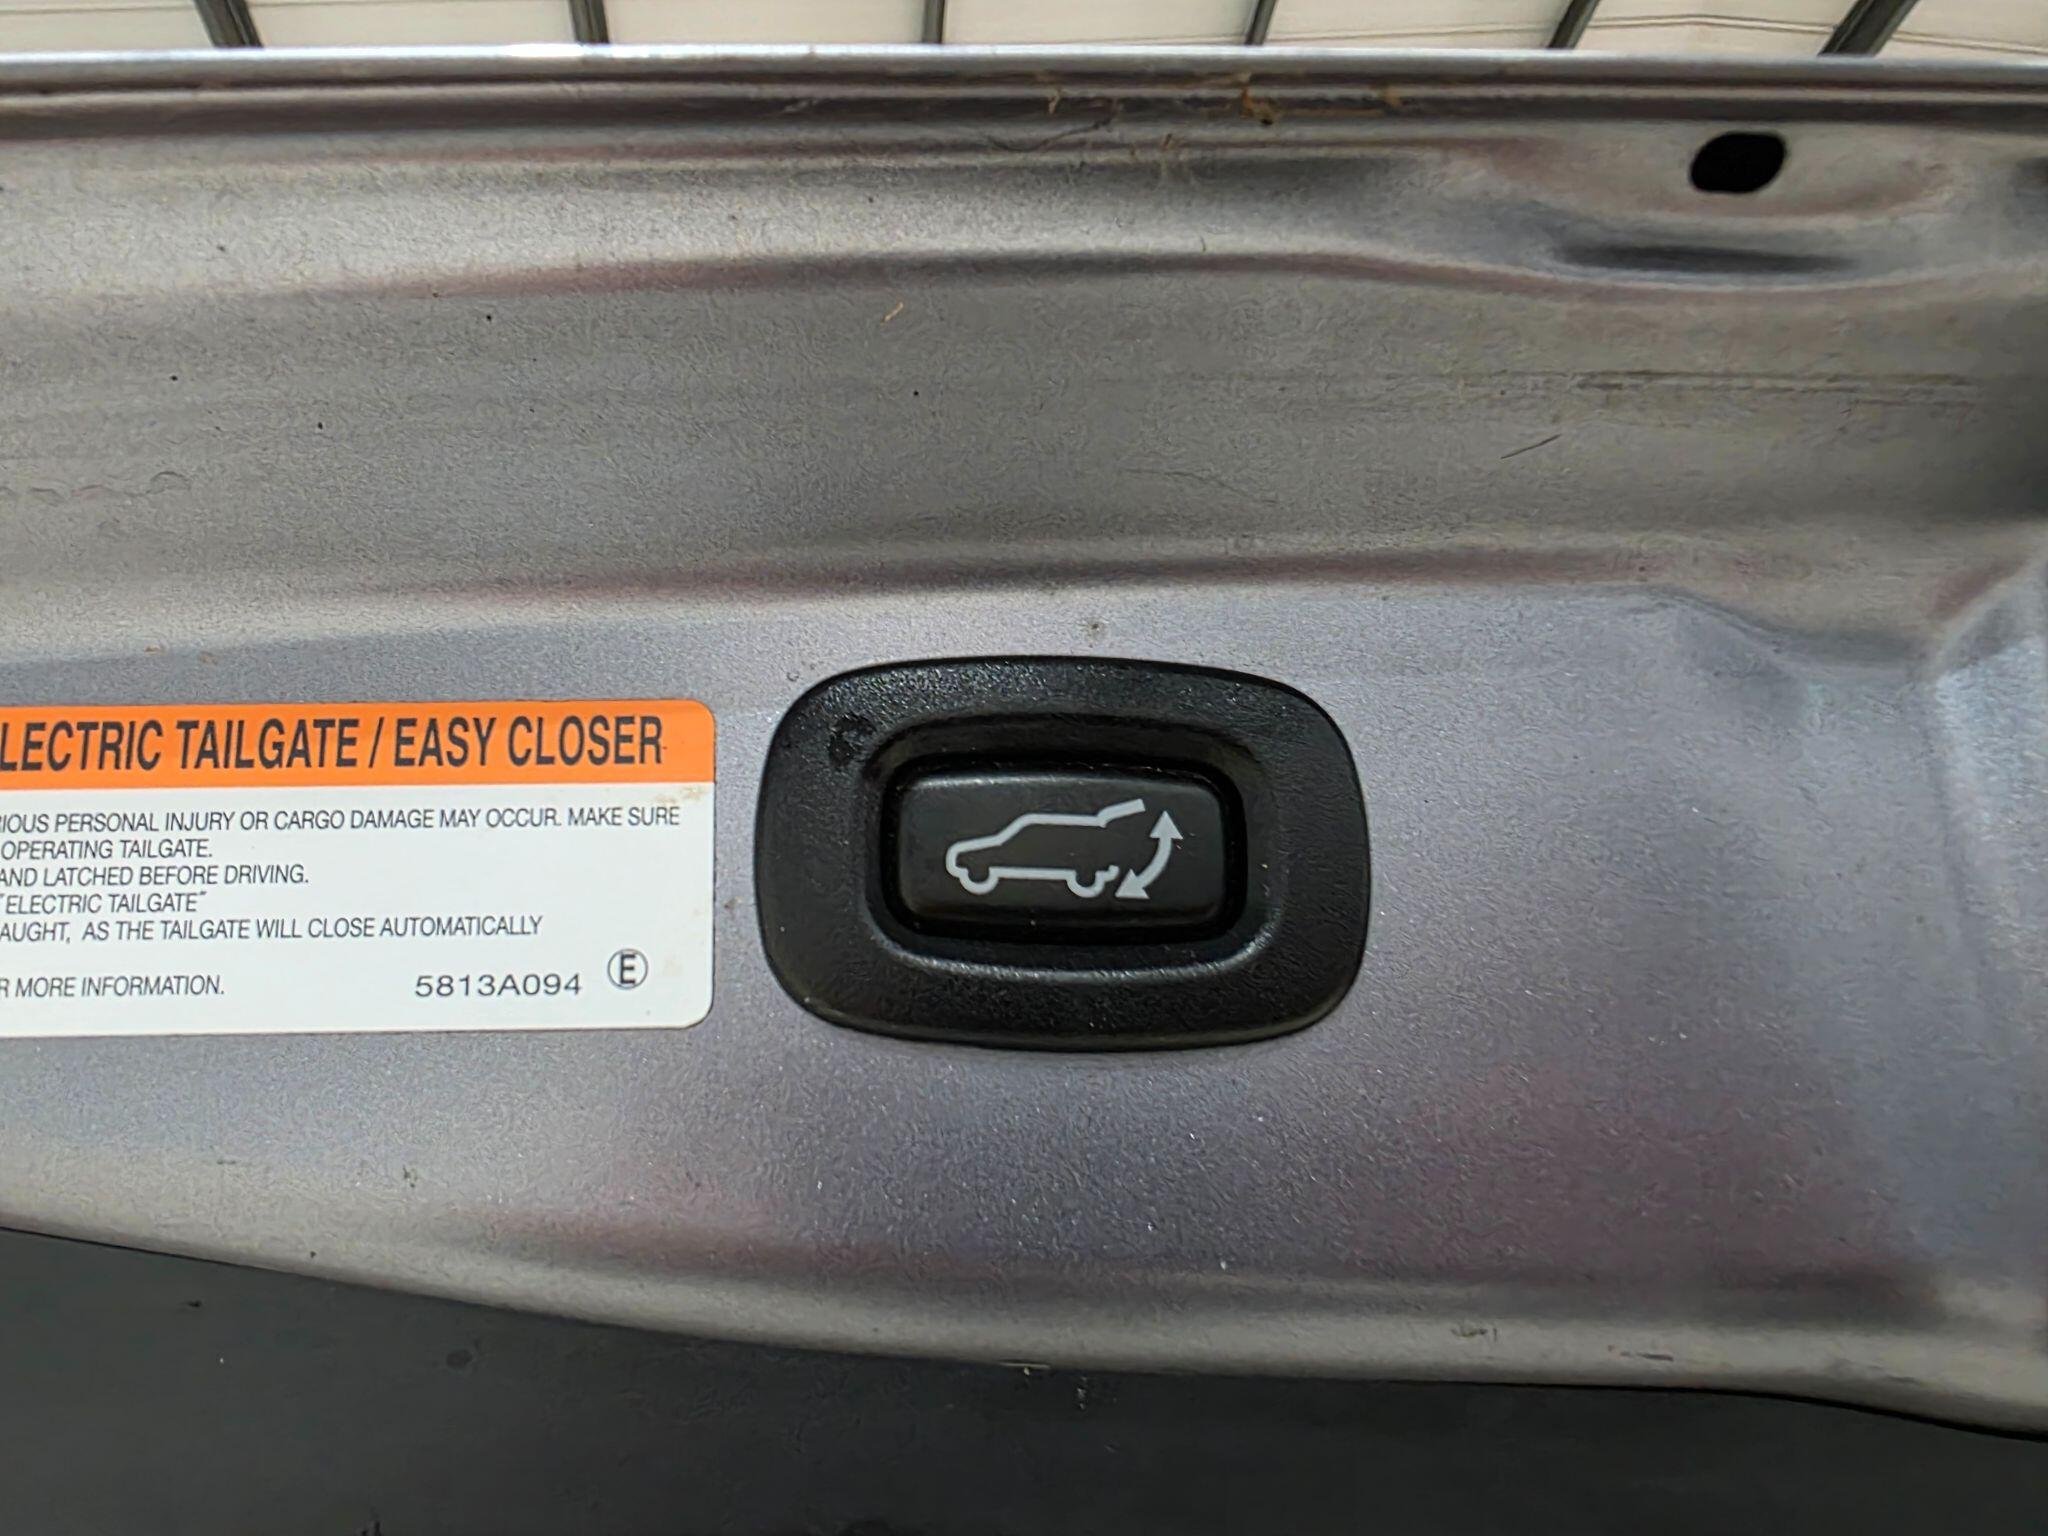 LECTRIC TAILGATE / EASY CLOSER
RIOUS PERSONAL INJURY OR CARGO DAMAGE MAY OCCUR. MAKE SURE
OPERATING TAILGATE.
AND LATCHED BEFORE DRIVING.
"ELECTRIC TAILGATE"
AUGHT, AS THE TAILGATE WILL CLOSE AUTOMATICALLY
R MORE INFORMATION. 5813A094 E